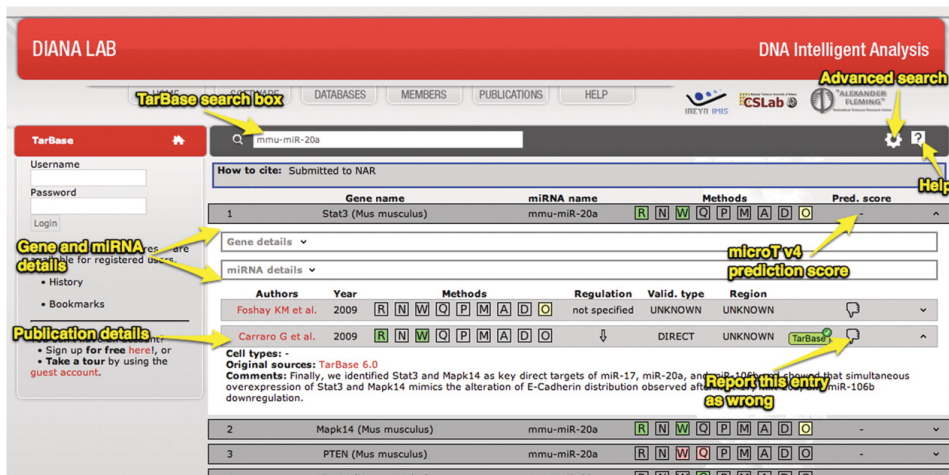 DIANA LAB
DNA Intelligent Analysis
Advanced search
HOME SOFTWARE DATABASES MEMBERS PUBLICATIONS HELP
TarBase search box
IMIS CSLab "ALEXANDER FLEMING"
TarBase
mmu-miR-20a
Help
Username
Password
Login
How to cite: Submitted to NAR
Gene name miRNA name Methods Pred. score
1 Stat3 (Mus musculus) mmu-miR-20a R N W Q P M A D O -
Gene and miRNA details
for registered users.
• History
• Bookmarks
Gene details
miRNA details
microT v4 prediction score
Authors Year Methods Regulation Valid. type Region
Foshay KM et al. 2009 R N W Q P M A D O not specified UNKNOWN UNKNOWN
Publication details
Carraro G et al. 2009 R N W Q P M A D O ⇩ DIRECT UNKNOWN TarBase
• Sign up for free here!, or
• Take a tour by using the
guest account.
Cell types: -
Original sources: TarBase 6.0
Comments: Finally, we identified Stat3 and Mapk14 as key direct targets of miR-17, miR-20a, and miR-106b showed that simultaneous
overexpression of Stat3 and Mapk14 mimics the alteration of E-Cadherin distribution observed miR-106b
downregulation.
Report this entry as wrong
2 Mapk14 (Mus musculus) mmu-miR-20a R N W Q P M A D O -
3 PTEN (Mus musculus) mmu-miR-20a R N W Q P M A D O -